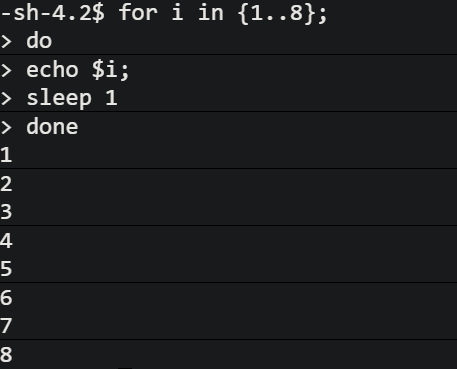 -sh-4.2$ for i in {1..8};
> do
> echo $i;
> sleep 1
> done
1
2
3
4
5
6
7
8